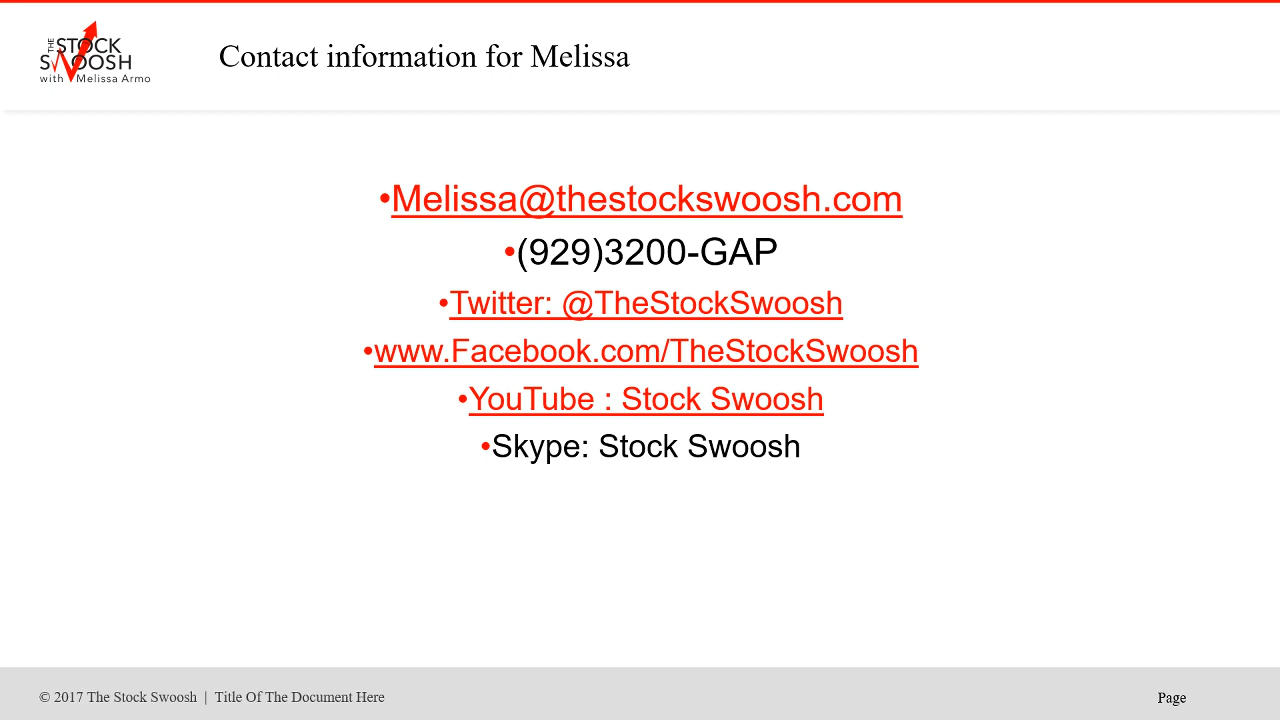 THE STOCK
SWOOSH
with Melissa Armo
Contact information for Melissa
•Melissa@thestockswoosh.com
•(929)3200-GAP
•Twitter: @TheStockSwoosh
•www.Facebook.com/TheStockSwoosh
•YouTube : Stock Swoosh
•Skype: Stock Swoosh
© 2017 The Stock Swoosh | Title Of The Document Here
Page